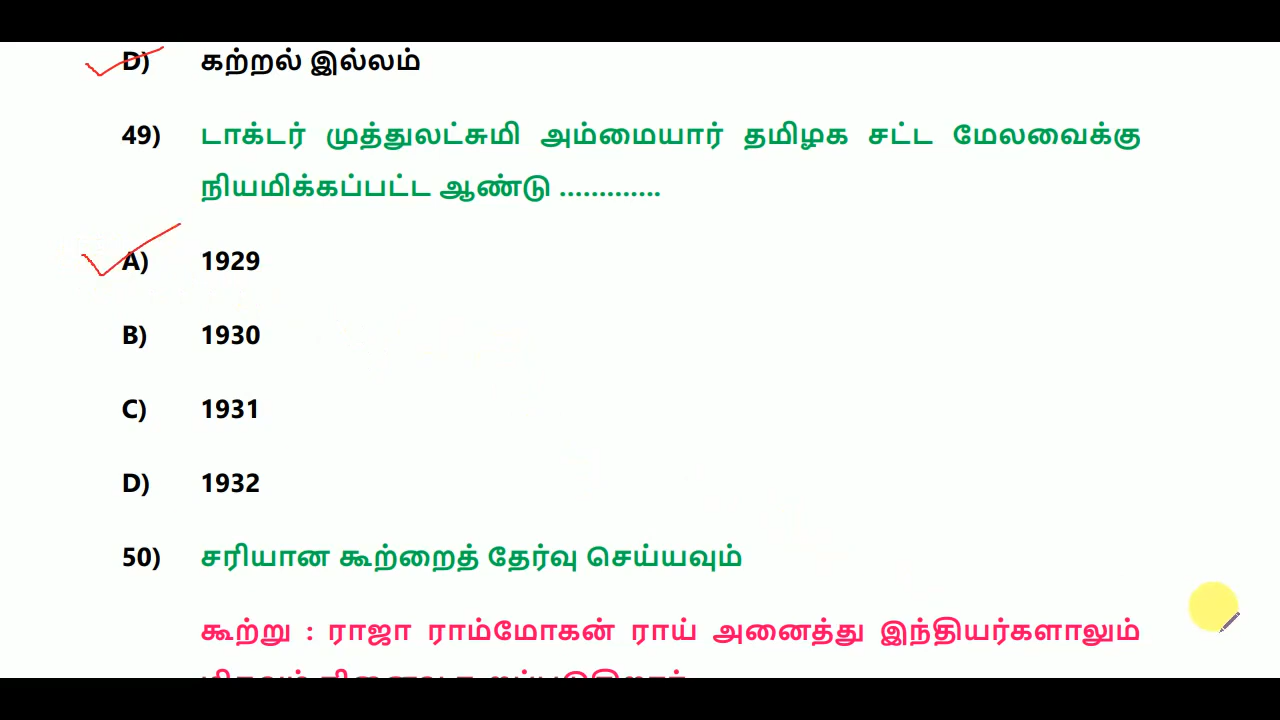 D) கற்றல் இல்லம்
49) டாக்டர் முத்துலட்சுமி அம்மையார் தமிழக சட்ட மேலவைக்கு
நியமிக்கப்பட்ட ஆண்டு .............
A) 1929
B) 1930
C) 1931
D) 1932
50) சரியான கூற்றைத் தேர்வு செய்யவும்
கூற்று : ராஜா ராம்மோகன் ராய் அனைத்து இந்தியர்களாலும்